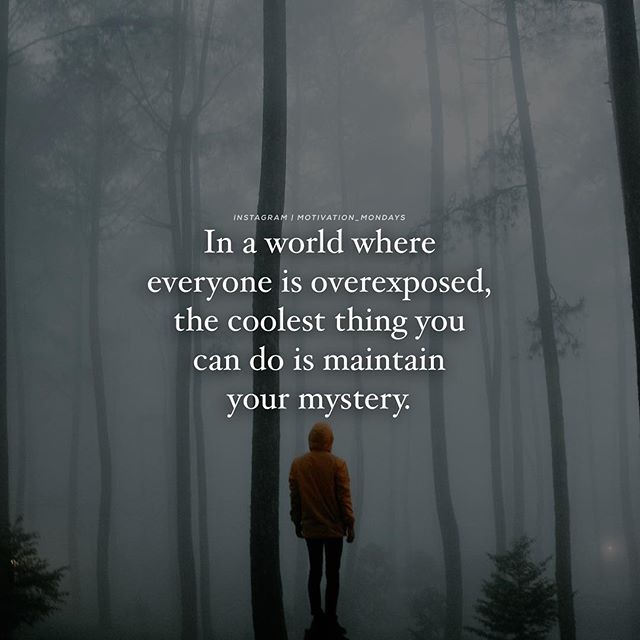 INSTAGRAM | MOTIVATION_MONDAYS
In a world where
everyone is overexposed,
the coolest thing you
can do is maintain
your mystery.